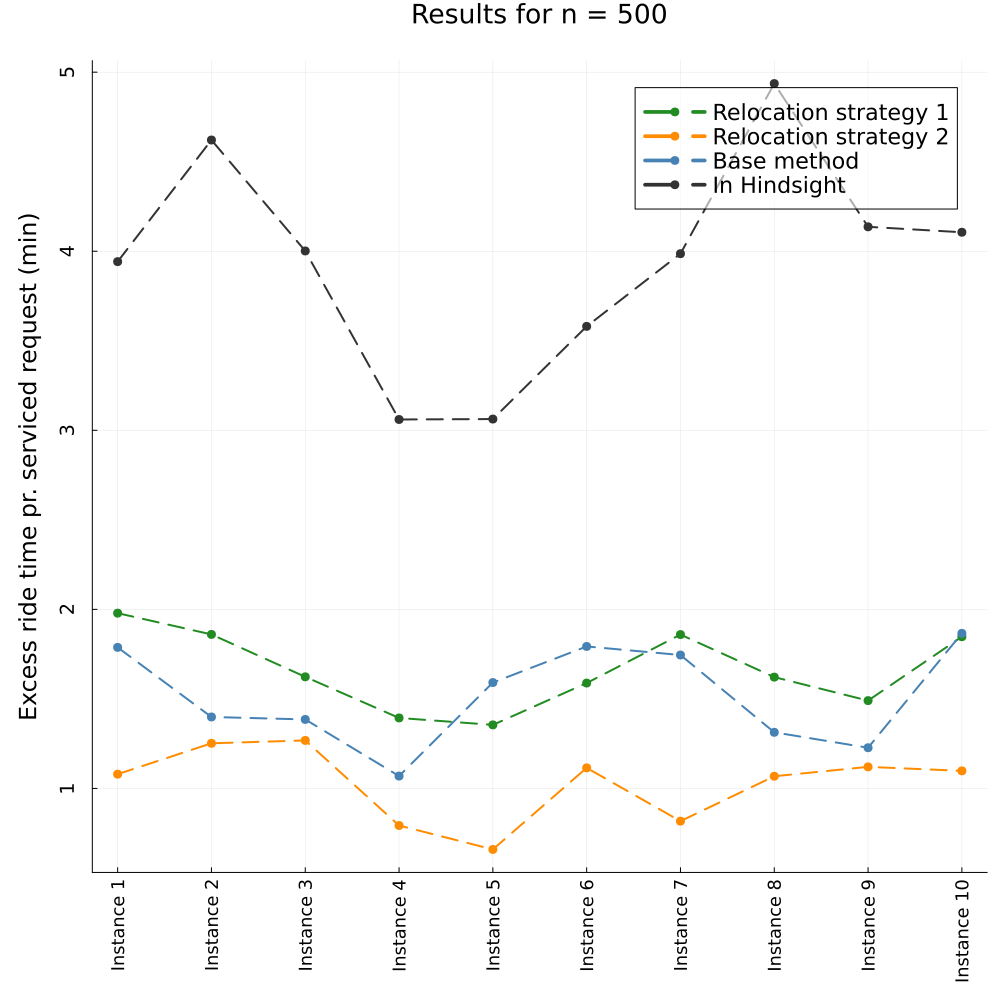 Results for n = 500
Excess ride time pr. serviced request (min)
5
4
3
2
1
Relocation strategy 1
Relocation strategy 2
Base method
In Hindsight
Instance 1
Instance 2
Instance 3
Instance 4
Instance 5
Instance 6
Instance 7
Instance 8
Instance 9
Instance 10